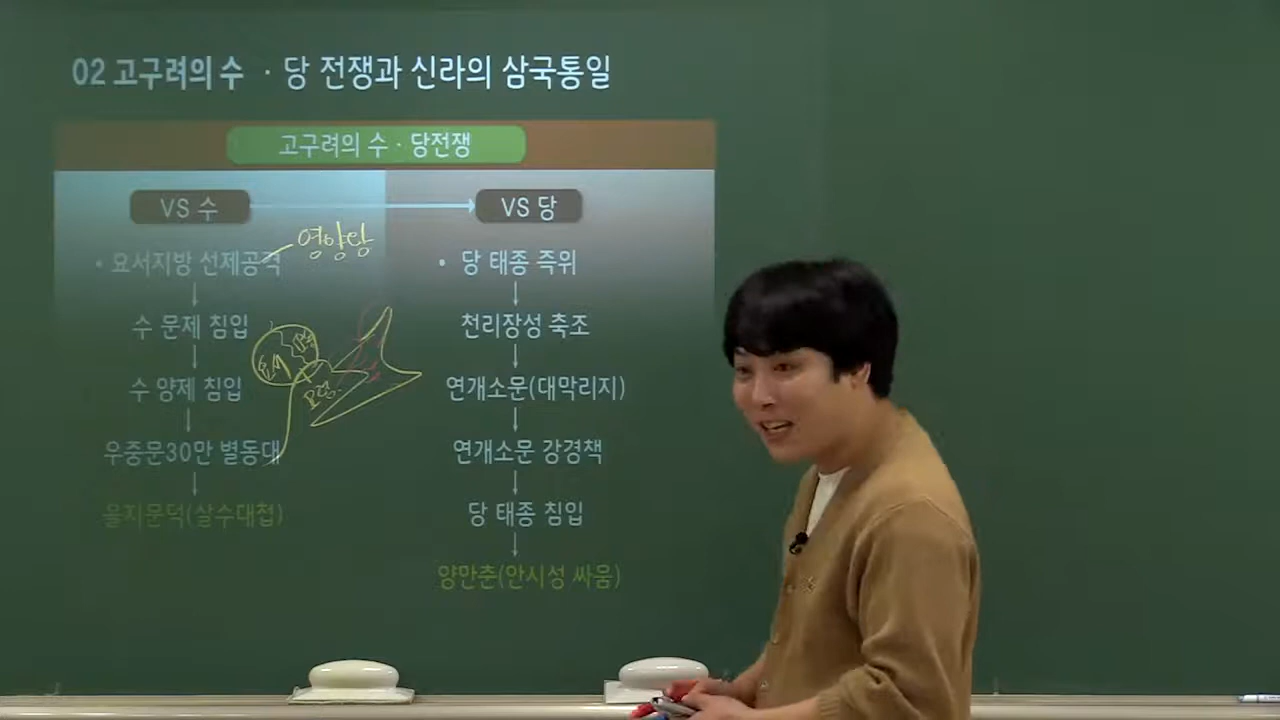 02 고구려의 수 · 당 전쟁과 신라의 삼국통일
고구려의 수 · 당전쟁
VS 수
• 요서지방 선제공격
영양왕
수 문제 침입
수 양제 침입
우중문30만 별동대
을지문덕(살수대첩)
VS 당
• 당 태종 즉위
천리장성 축조
연개소문(대막리지)
연개소문 강경책
당 태종 침입
양만춘(안시성 싸움)